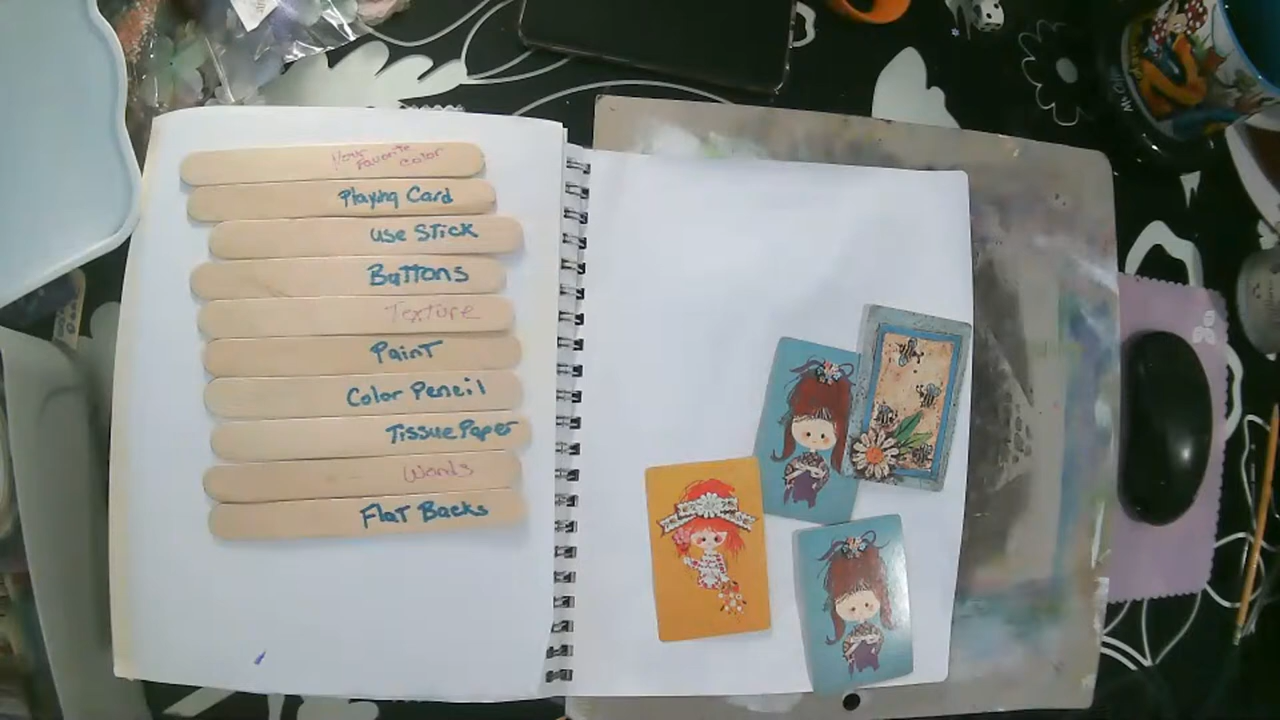 Your
Favorite
Color
Playing Card
Use Stick
Buttons
Texture
Paint
Color Pencil
Tissue Paper
Words
Flat Backs